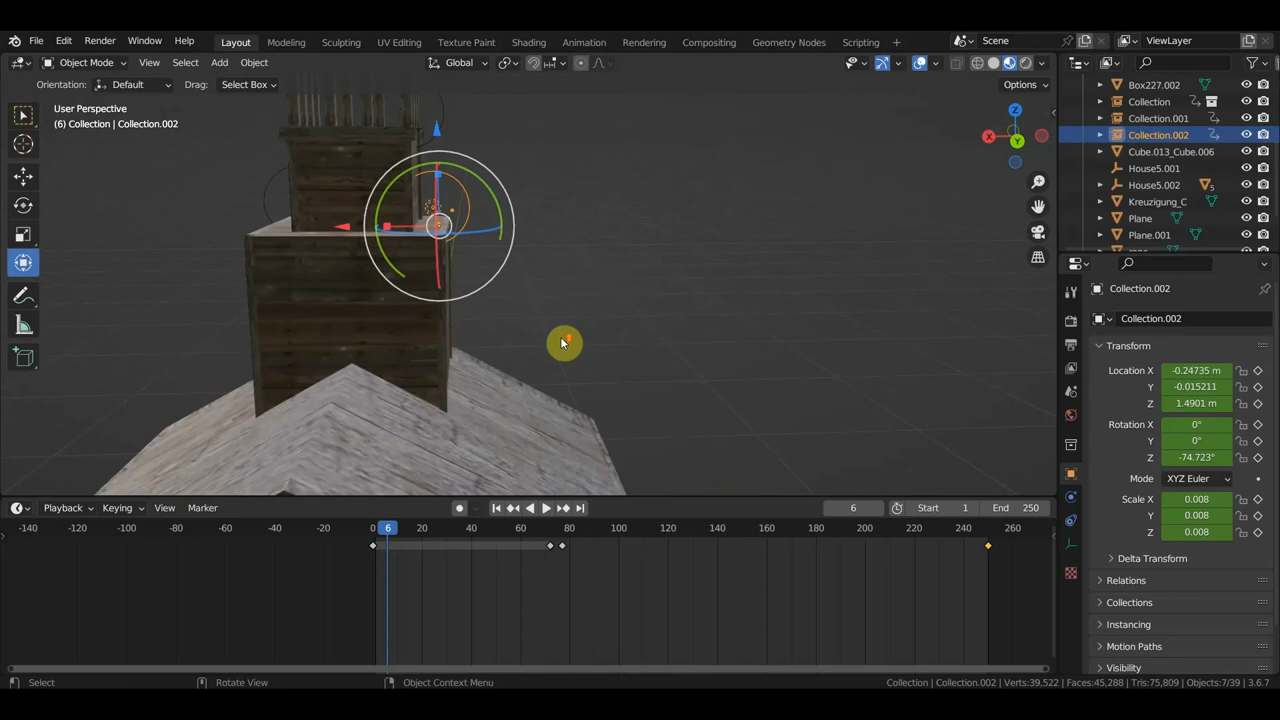 File Edit Render Window Help Layout Modeling Sculpting UV Editing Texture Paint Shading Animation Rendering Compositing Geometry Nodes Scripting + Scene ViewLayer
Object Mode View Select Add Object Global Options
Orientation: Default Drag: Select Box
User Perspective
(6) Collection | Collection.002
Z
X
Y
Box227.002
Collection
Collection.001
Collection.002
Cube.013_Cube.006
House5.001
House5.002 5
Kreuzigung_C
Plane
Plane.001
Collection.002
Collection.002
Transform
Location X -0.24735 m
Y -0.015211
Z 1.4901 m
Rotation X 0°
Y 0°
Z -74.723°
Mode XYZ Euler
Scale X 0.008
Y 0.008
Z 0.008
Delta Transform
Relations
Collections
Instancing
Motion Paths
Visibility
Playback Keying View Marker 6 Start 1 End 250
-140 -120 -100 -80 -60 -40 -20 0 6 20 40 60 80 100 120 140 160 180 200 220 240 260
Select Rotate View Object Context Menu Collection | Collection.002 | Verts:39,522 | Faces:45,288 | Tris:75,809 | Objects:7/39 | 3.6.7